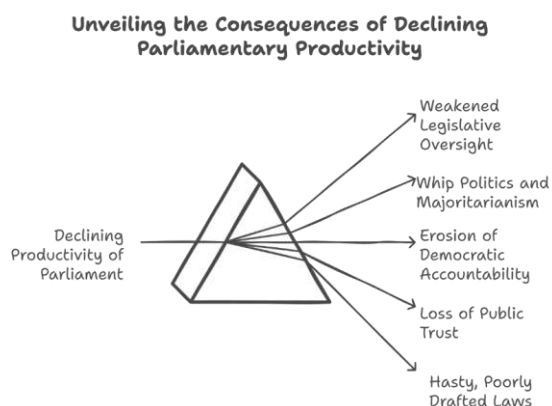 Unveiling the Consequences of Declining
Parliamentary Productivity
Weakened
Legislative
Oversight
Whip Politics and
Majoritarianism
Declining
Productivity of
Parliament
Erosion of
Democratic
Accountability
Loss of Public
Trust
Hasty, Poorly
Drafted Laws